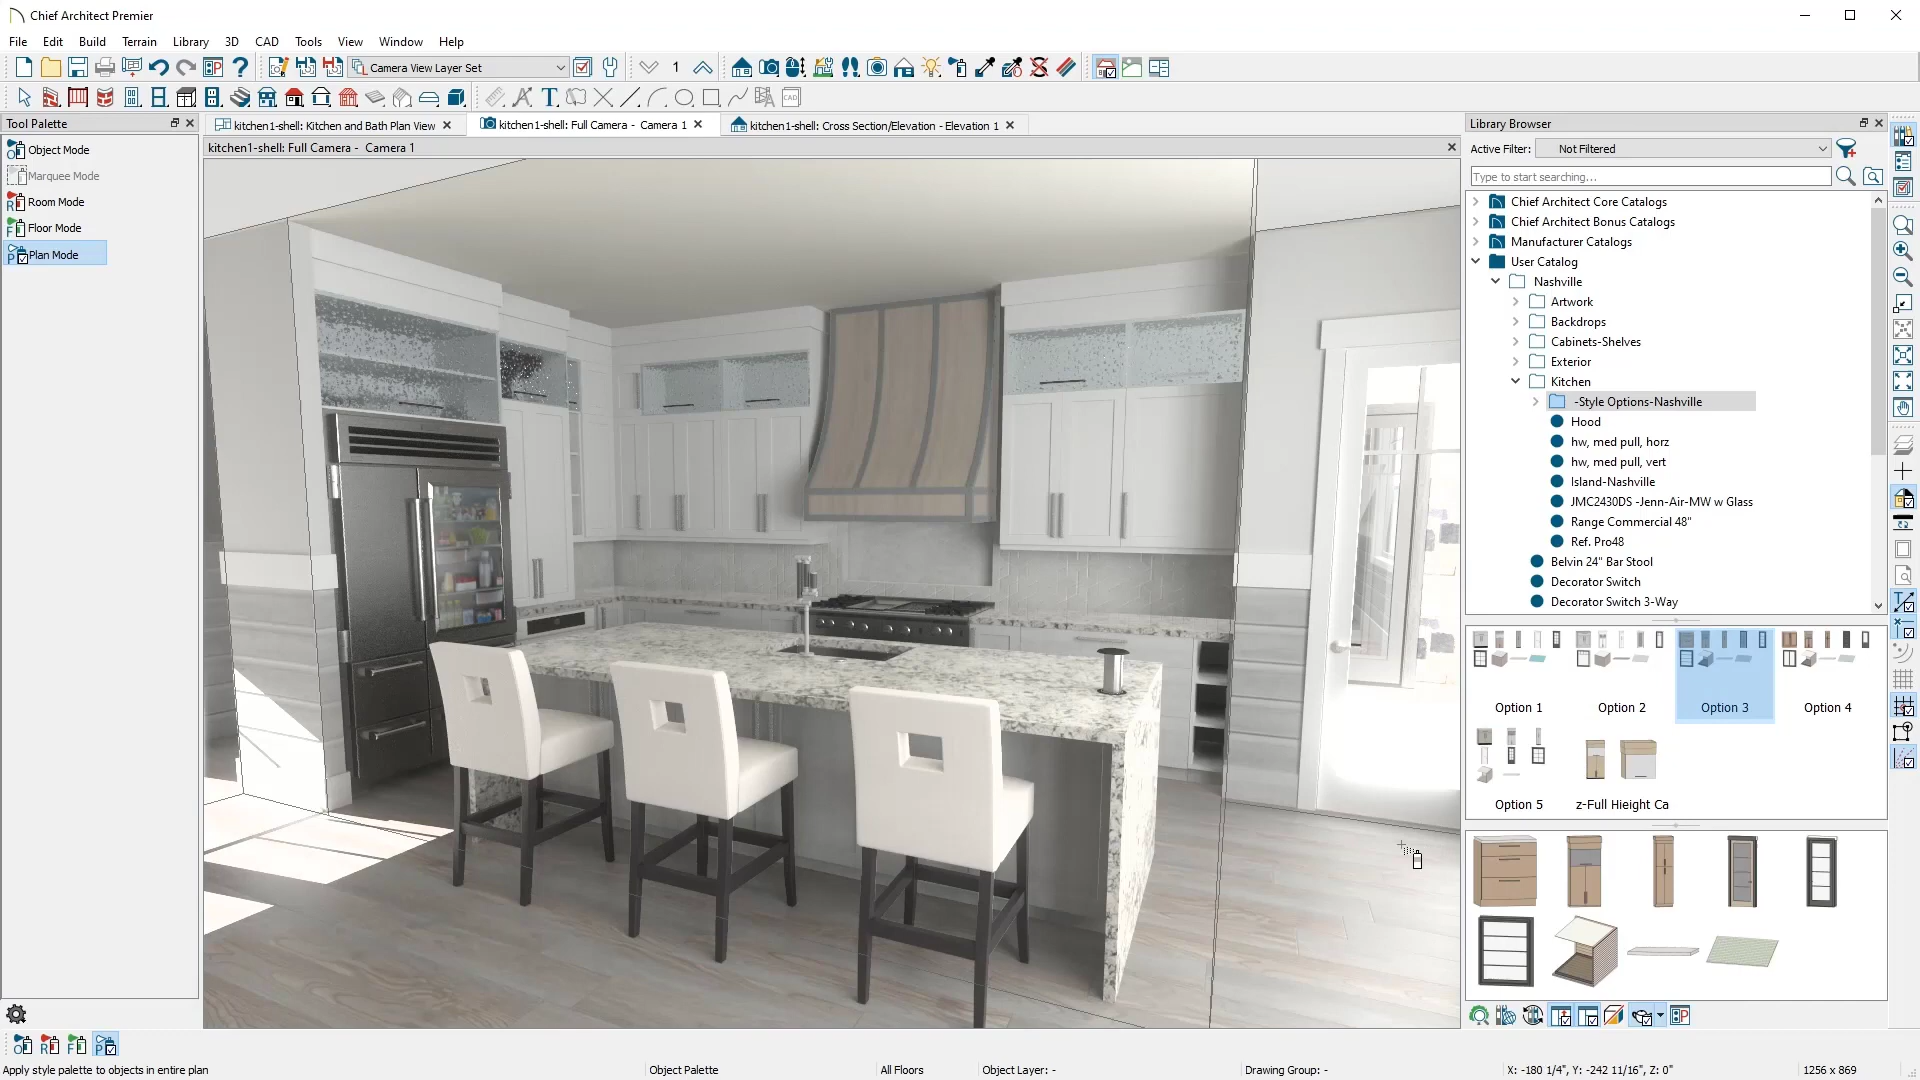 Chief Architect Premier
File Edit Build Terrain Library 3D CAD Tools View Window Help
Camera View Layer Set 1
Tool Palette
kitchen1-shell: Kitchen and Bath Plan View
kitchen1-shell: Full Camera - Camera 1
kitchen1-shell: Cross Section/Elevation - Elevation 1
kitchen1-shell: Full Camera - Camera 1
Object Mode
Marquee Mode
Room Mode
Floor Mode
Plan Mode
Library Browser
Active Filter: Not Filtered
Type to start searching...
Chief Architect Core Catalogs
Chief Architect Bonus Catalogs
Manufacturer Catalogs
User Catalog
Nashville
Artwork
Backdrops
Cabinets-Shelves
Exterior
Kitchen
-Style Options-Nashville
Hood
hw, med pull, horz
hw, med pull, vert
Island-Nashville
JMC2430DS -Jenn-Air-MW w Glass
Range Commercial 48"
Ref. Pro48
Belvin 24" Bar Stool
Decorator Switch
Decorator Switch 3-Way
Option 1
Option 2
Option 3
Option 4
Option 5
z-Full Hieight Ca
Apply style palette to objects in entire plan
Object Palette
All Floors
Object Layer: -
Drawing Group: -
X: -180 1/4", Y: -242 11/16", Z: 0"
1256 x 869